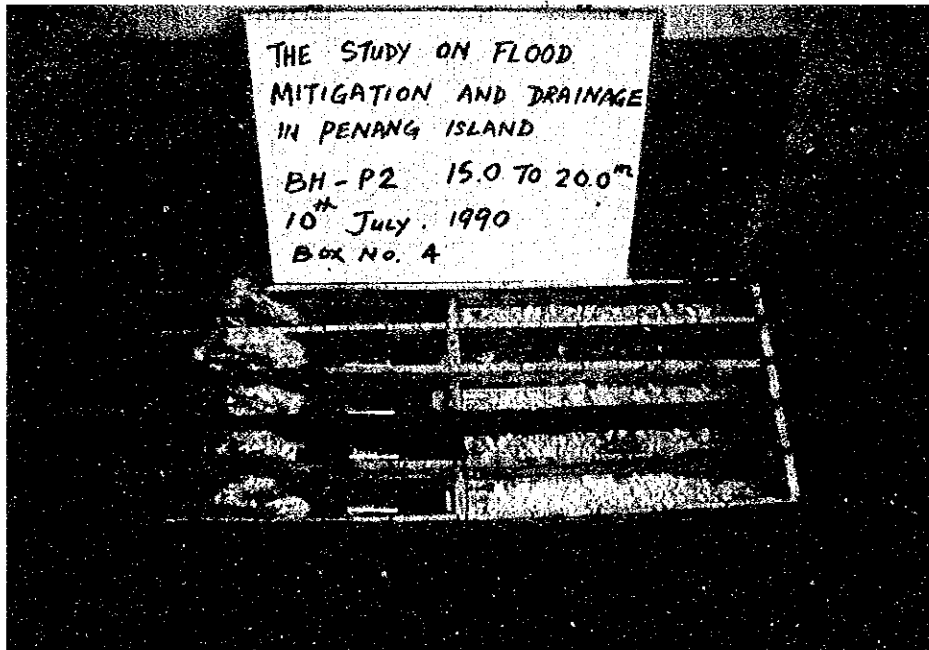 THE STUDY ON FLOOD
MITIGATION AND DRAINAGE
IN PENANG ISLAND
BH-P2 15.0 TO 20.0m
10th July. 1990
BOX NO. 4